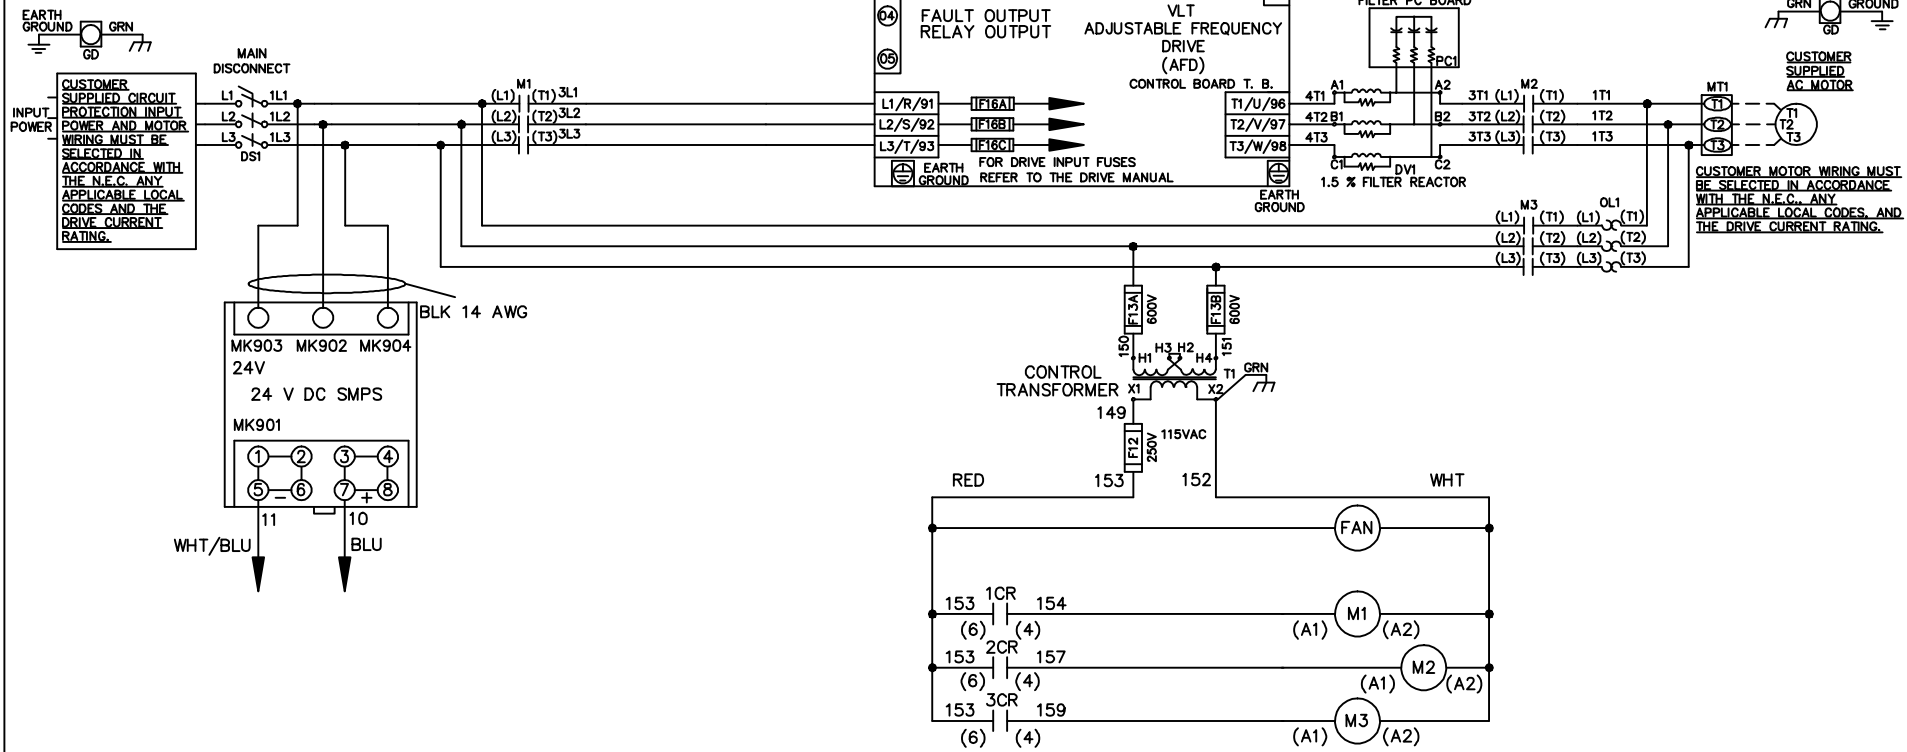 EARTH
GROUND
GRN
GD
04
05
FAULT OUTPUT
RELAY OUTPUT
VLT
ADJUSTABLE FREQUENCY
DRIVE
(AFD)
CONTROL BOARD T. B.
FILTER PC BOARD
PC1
GRN
GROUND
GD
CUSTOMER
SUPPLIED
AC MOTOR
INPUT
POWER
CUSTOMER
SUPPLIED CIRCUIT
PROTECTION INPUT
POWER AND MOTOR
WIRING MUST BE
SELECTED IN
ACCORDANCE WITH
THE N.E.C. ANY
APPLICABLE LOCAL
CODES AND THE
DRIVE CURRENT
RATING.
MAIN
DISCONNECT
L1 1L1
L2 1L2
L3 1L3
DS1
M1
(L1) (T1) 3L1
(L2) (T2) 3L2
(L3) (T3) 3L3
L1/R/91
L2/S/92
L3/T/93
F16A
F16B
F16C
FOR DRIVE INPUT FUSES
REFER TO THE DRIVE MANUAL
EARTH
GROUND
T1/U/96
T2/V/97
T3/W/98
EARTH
GROUND
4T1 A1 A2
4T2 B1 B2
4T3 C1 C2
DV1
1.5 % FILTER REACTOR
M2
3T1 (L1) (T1) 1T1
3T2 (L2) (T2) 1T2
3T3 (L3) (T3) 1T3
MT1
T1
T2
T3
T1
T2
T3
CUSTOMER MOTOR WIRING MUST
BE SELECTED IN ACCORDANCE
WITH THE N.E.C., ANY
APPLICABLE LOCAL CODES, AND
THE DRIVE CURRENT RATING.
M3 OL1
(L1) (T1) (L1) (T1)
(L2) (T2) (L2) (T2)
(L3) (T3) (L3) (T3)
BLK 14 AWG
MK903 MK902 MK904
24V
24 V DC SMPS
MK901
1 2 3 4
5 − 6 7 + 8
11 10
WHT/BLU BLU
F13A
600V
F13B
600V
150
151
H1 H3 H2 H4
CONTROL
TRANSFORMER
X1 X2
T1
GRN
149
F12
250V
115VAC
RED 153 152 WHT
FAN
1CR
153 154
(6) (4)
M1
(A1) (A2)
2CR
153 157
(6) (4)
M2
(A1) (A2)
3CR
153 159
(6) (4)
M3
(A1) (A2)